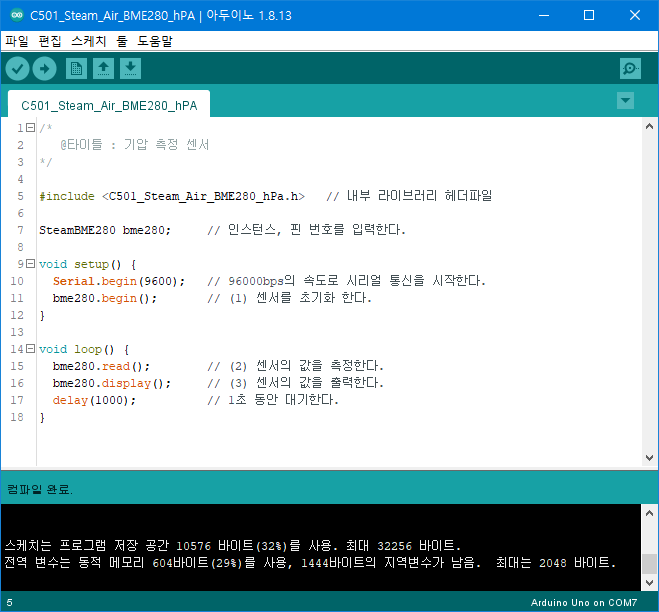 C501_Steam_Air_BME280_hPA | 아두이노 1.8.13
파일 편집 스케치 툴 도움말
C501_Steam_Air_BME280_hPA
1 /*
2 @타이틀 : 기압 측정 센서
3 */
4
5 #include <C501_Steam_Air_BME280_hPa.h> // 내부 라이브러리 헤더파일
6
7 SteamBME280 bme280; // 인스턴스, 핀 번호를 입력한다.
8
9 void setup() {
10 Serial.begin(9600); // 96000bps의 속도로 시리얼 통신을 시작한다.
11 bme280.begin(); // (1) 센서를 초기화 한다.
12 }
13
14 void loop() {
15 bme280.read(); // (2) 센서의 값을 측정한다.
16 bme280.display(); // (3) 센서의 값을 출력한다.
17 delay(1000); // 1초 동안 대기한다.
18 }
컴파일 완료.
스케치는 프로그램 저장 공간 10576 바이트(32%)를 사용. 최대 32256 바이트.
전역 변수는 동적 메모리 604바이트(29%)를 사용, 1444바이트의 지역변수가 남음. 최대는 2048 바이트.
5 Arduino Uno on COM7